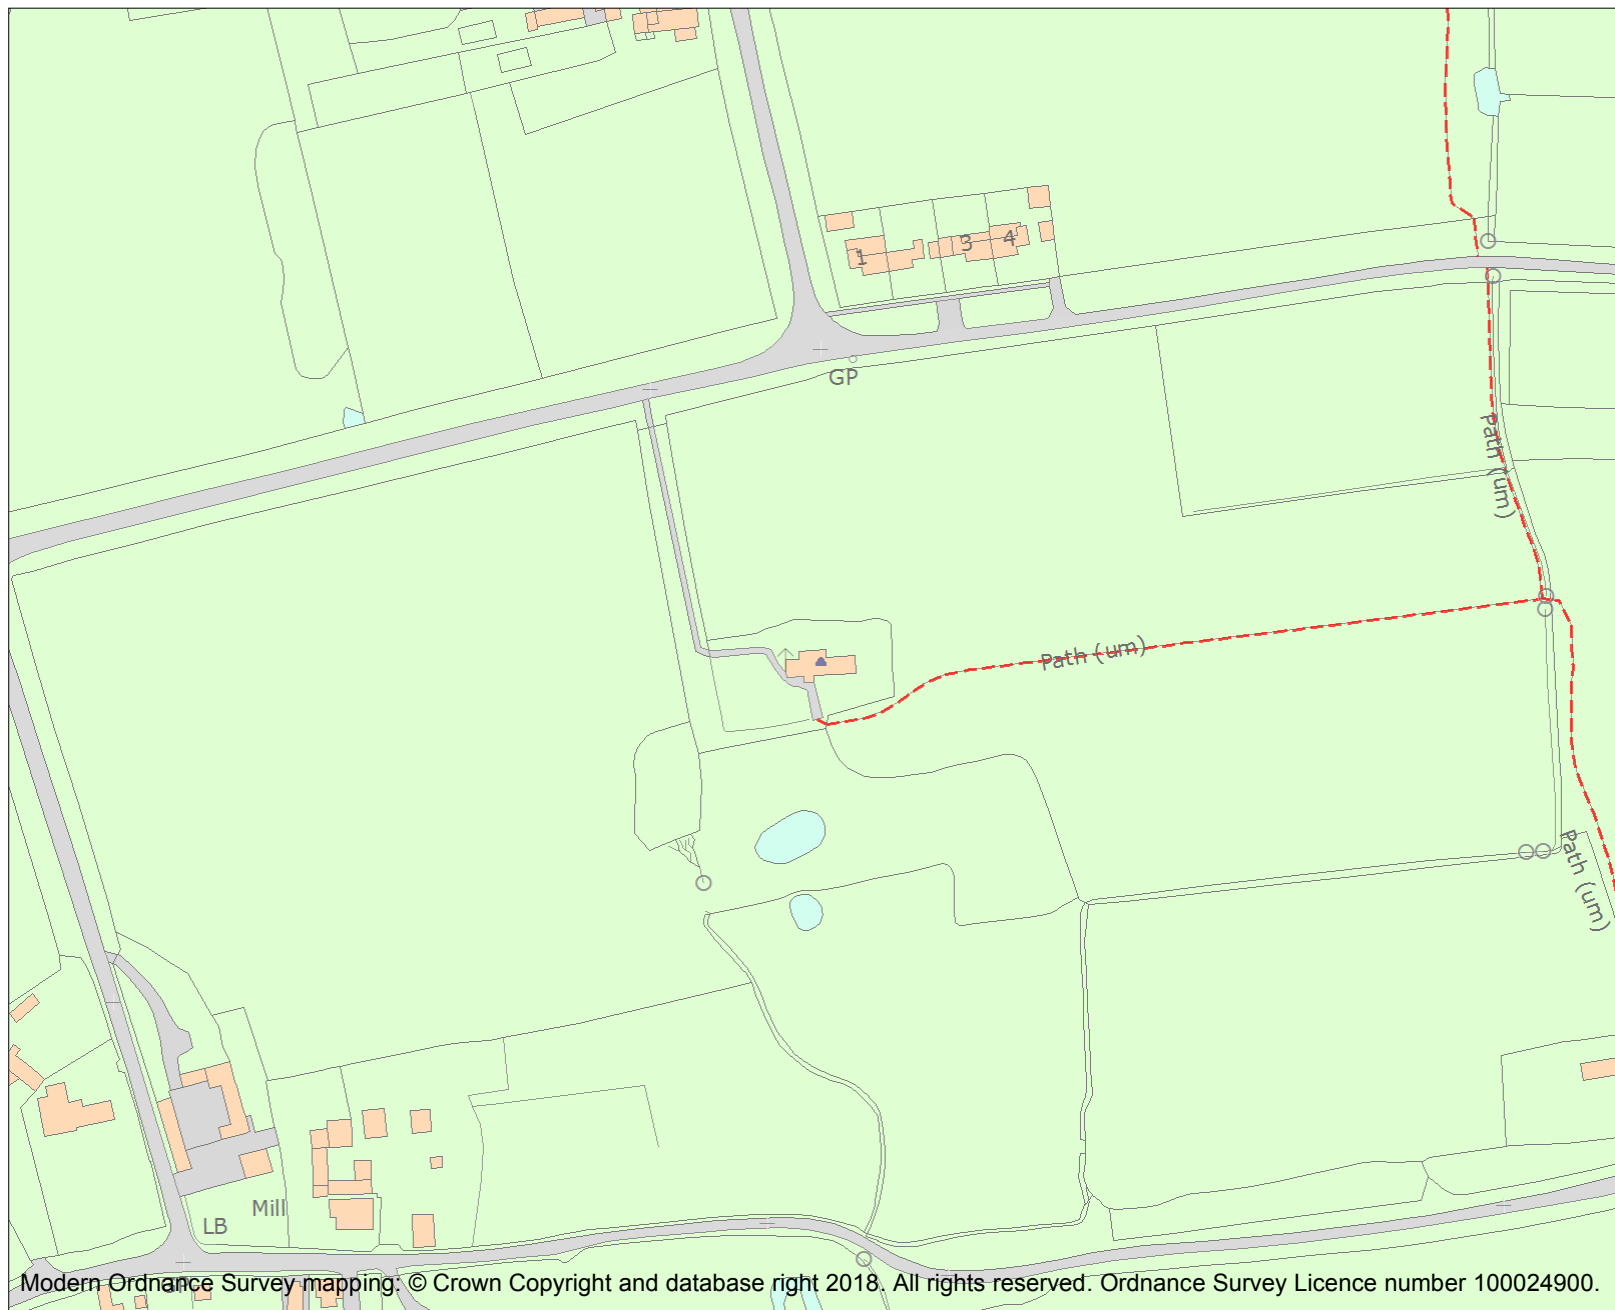 1
3
4
GP
Path (um)
Path (um)
Path (um)
Mill
LB
GP
Modern Ordnance Survey mapping: © Crown Copyright and database right 2018. All rights reserved. Ordnance Survey Licence number 100024900.